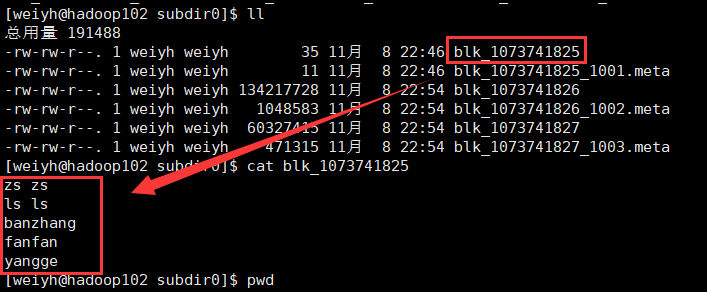 [weiyh@hadoop102 subdir0]$ ll
总用量 191488
-rw-rw-r--. 1 weiyh weiyh        35 11月  8 22:46 blk_1073741825
-rw-rw-r--. 1 weiyh weiyh        11 11月  8 22:46 blk_1073741825_1001.meta
-rw-rw-r--. 1 weiyh weiyh 134217728 11月  8 22:54 blk_1073741826
-rw-rw-r--. 1 weiyh weiyh   1048583 11月  8 22:54 blk_1073741826_1002.meta
-rw-rw-r--. 1 weiyh weiyh  60327415 11月  8 22:54 blk_1073741827
-rw-rw-r--. 1 weiyh weiyh    471315 11月  8 22:54 blk_1073741827_1003.meta
[weiyh@hadoop102 subdir0]$ cat blk_1073741825
zs zs
ls ls
banzhang
fanfan
yangge
[weiyh@hadoop102 subdir0]$ pwd